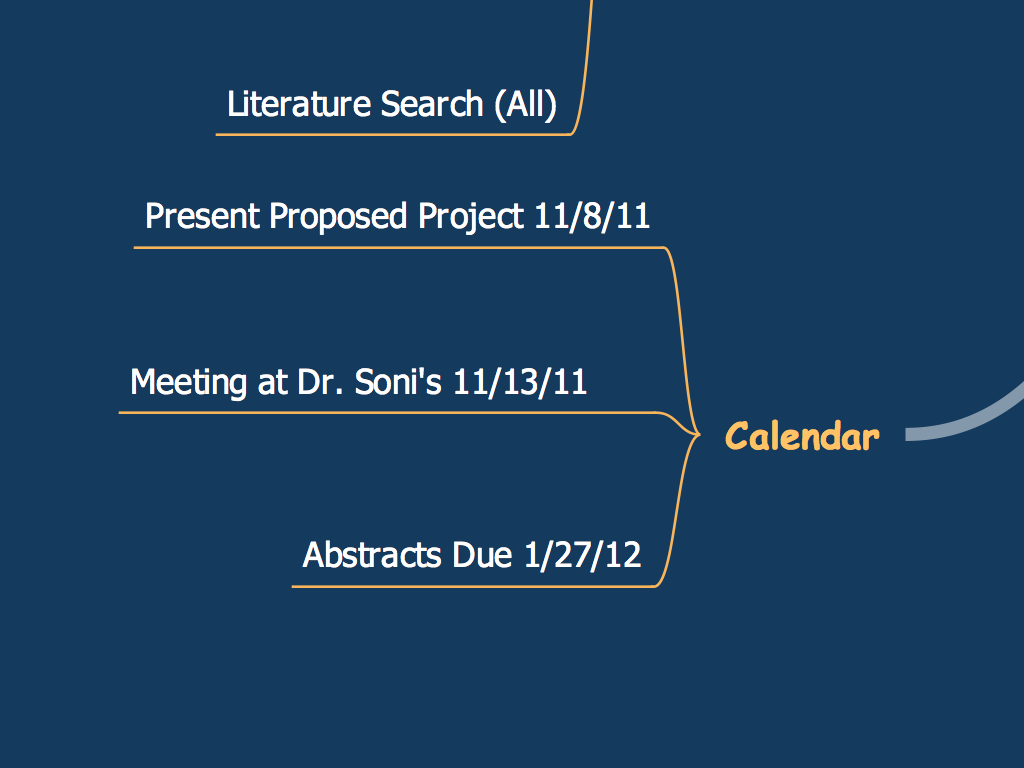 Literature Search (All)
Present Proposed Project 11/8/11
Meeting at Dr. Soni's 11/13/11
Calendar
Abstracts Due 1/27/12